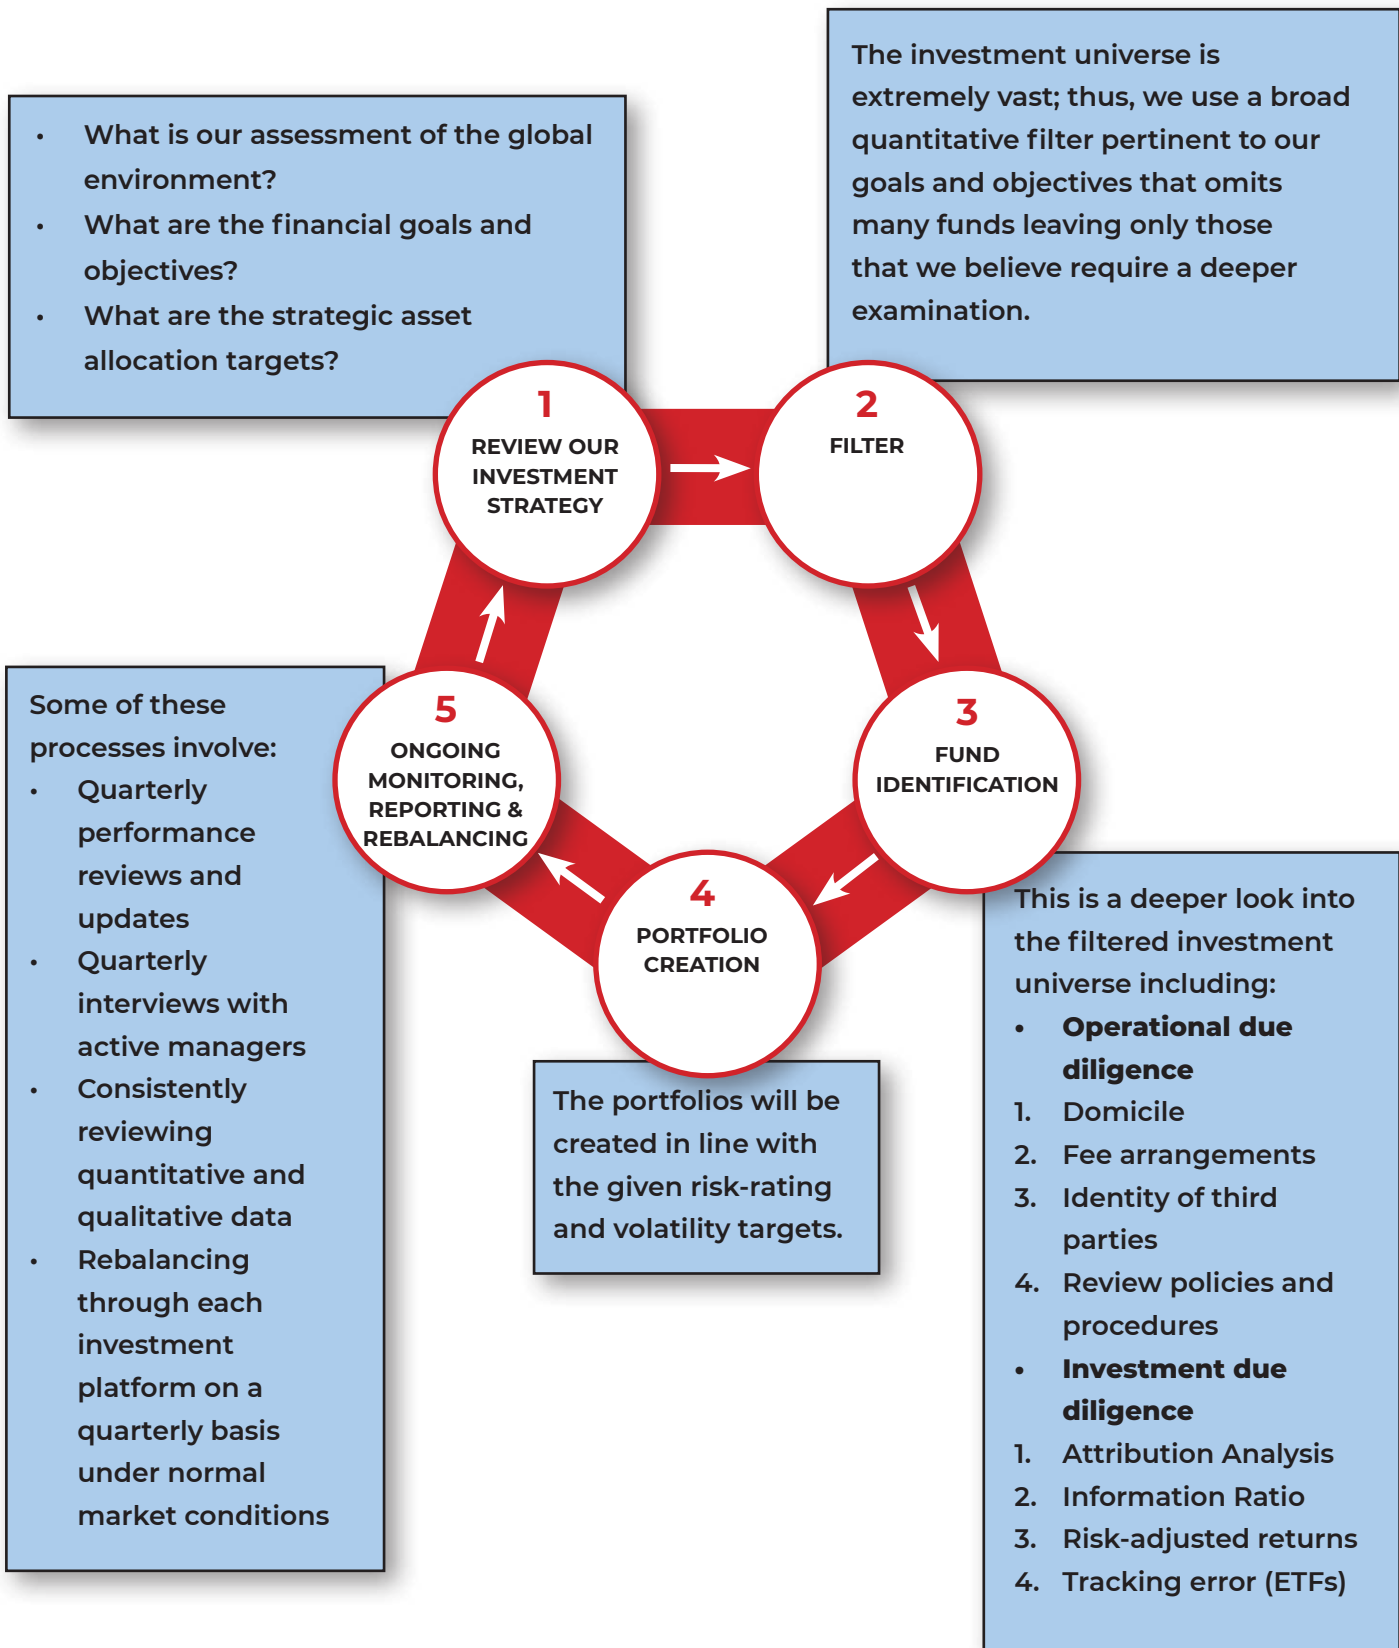 • What is our assessment of the global
environment?
• What are the financial goals and
objectives?
• What are the strategic asset
allocation targets?
The investment universe is
extremely vast; thus, we use a broad
quantitative filter pertinent to our
goals and objectives that omits
many funds leaving only those
that we believe require a deeper
examination.
1
REVIEW OUR
INVESTMENT
STRATEGY
2
FILTER
3
FUND
IDENTIFICATION
4
PORTFOLIO
CREATION
5
ONGOING
MONITORING,
REPORTING &
REBALANCING
This is a deeper look into
the filtered investment
universe including:
• Operational due
diligence
1. Domicile
2. Fee arrangements
3. Identity of third
parties
4. Review policies and
procedures
• Investment due
diligence
1. Attribution Analysis
2. Information Ratio
3. Risk-adjusted returns
4. Tracking error (ETFs)
The portfolios will be
created in line with
the given risk-rating
and volatility targets.
Some of these
processes involve:
• Quarterly
performance
reviews and
updates
• Quarterly
interviews with
active managers
• Consistently
reviewing
quantitative and
qualitative data
• Rebalancing
through each
investment
platform on a
quarterly basis
under normal
market conditions